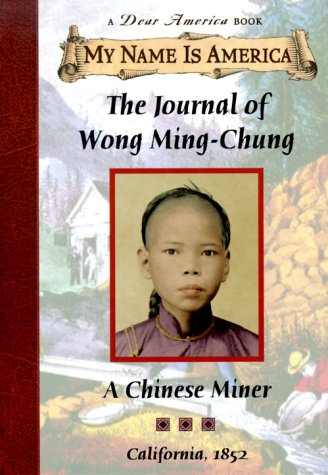 A Dear America BOOK
MY NAME IS AMERICA
The Journal of
Wong Ming-Chung
A Chinese Miner
California, 1852